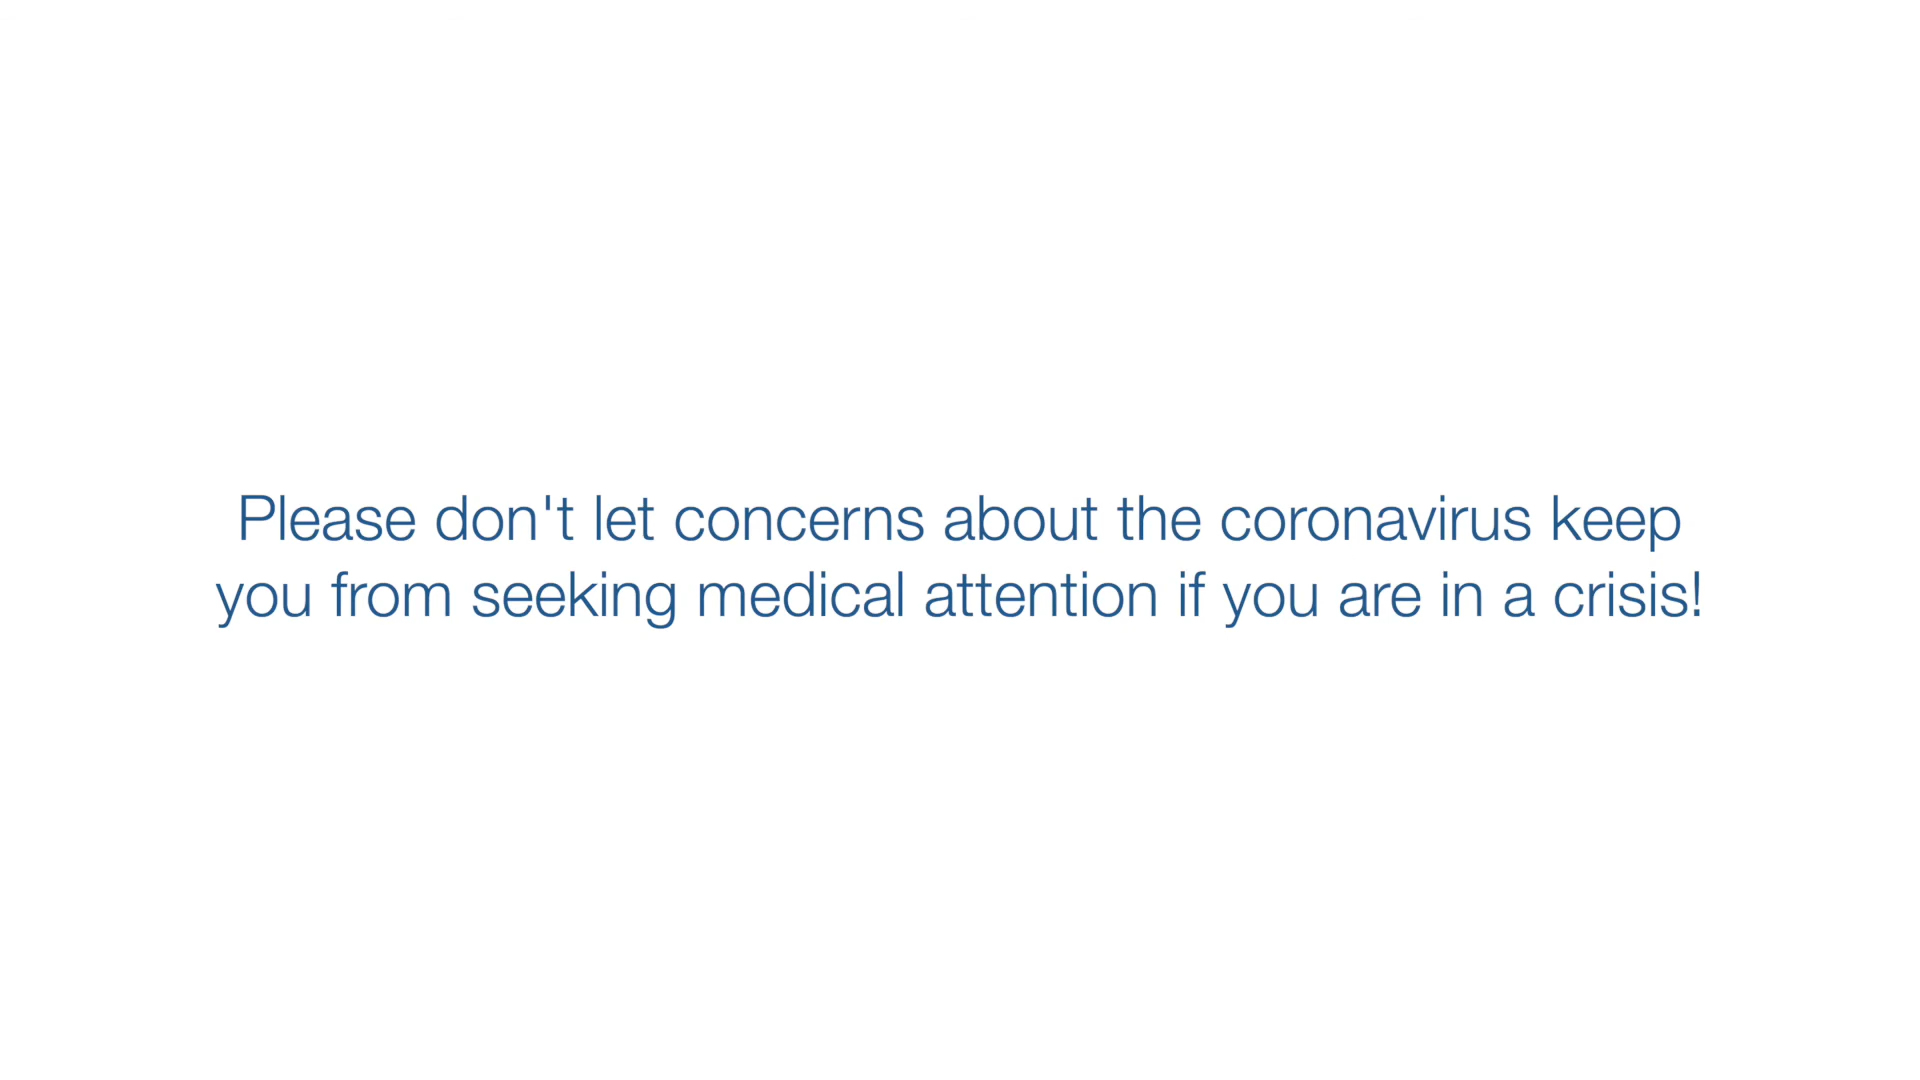 Please don't let concerns about the coronavirus keep
you from seeking medical attention if you are in a crisis!